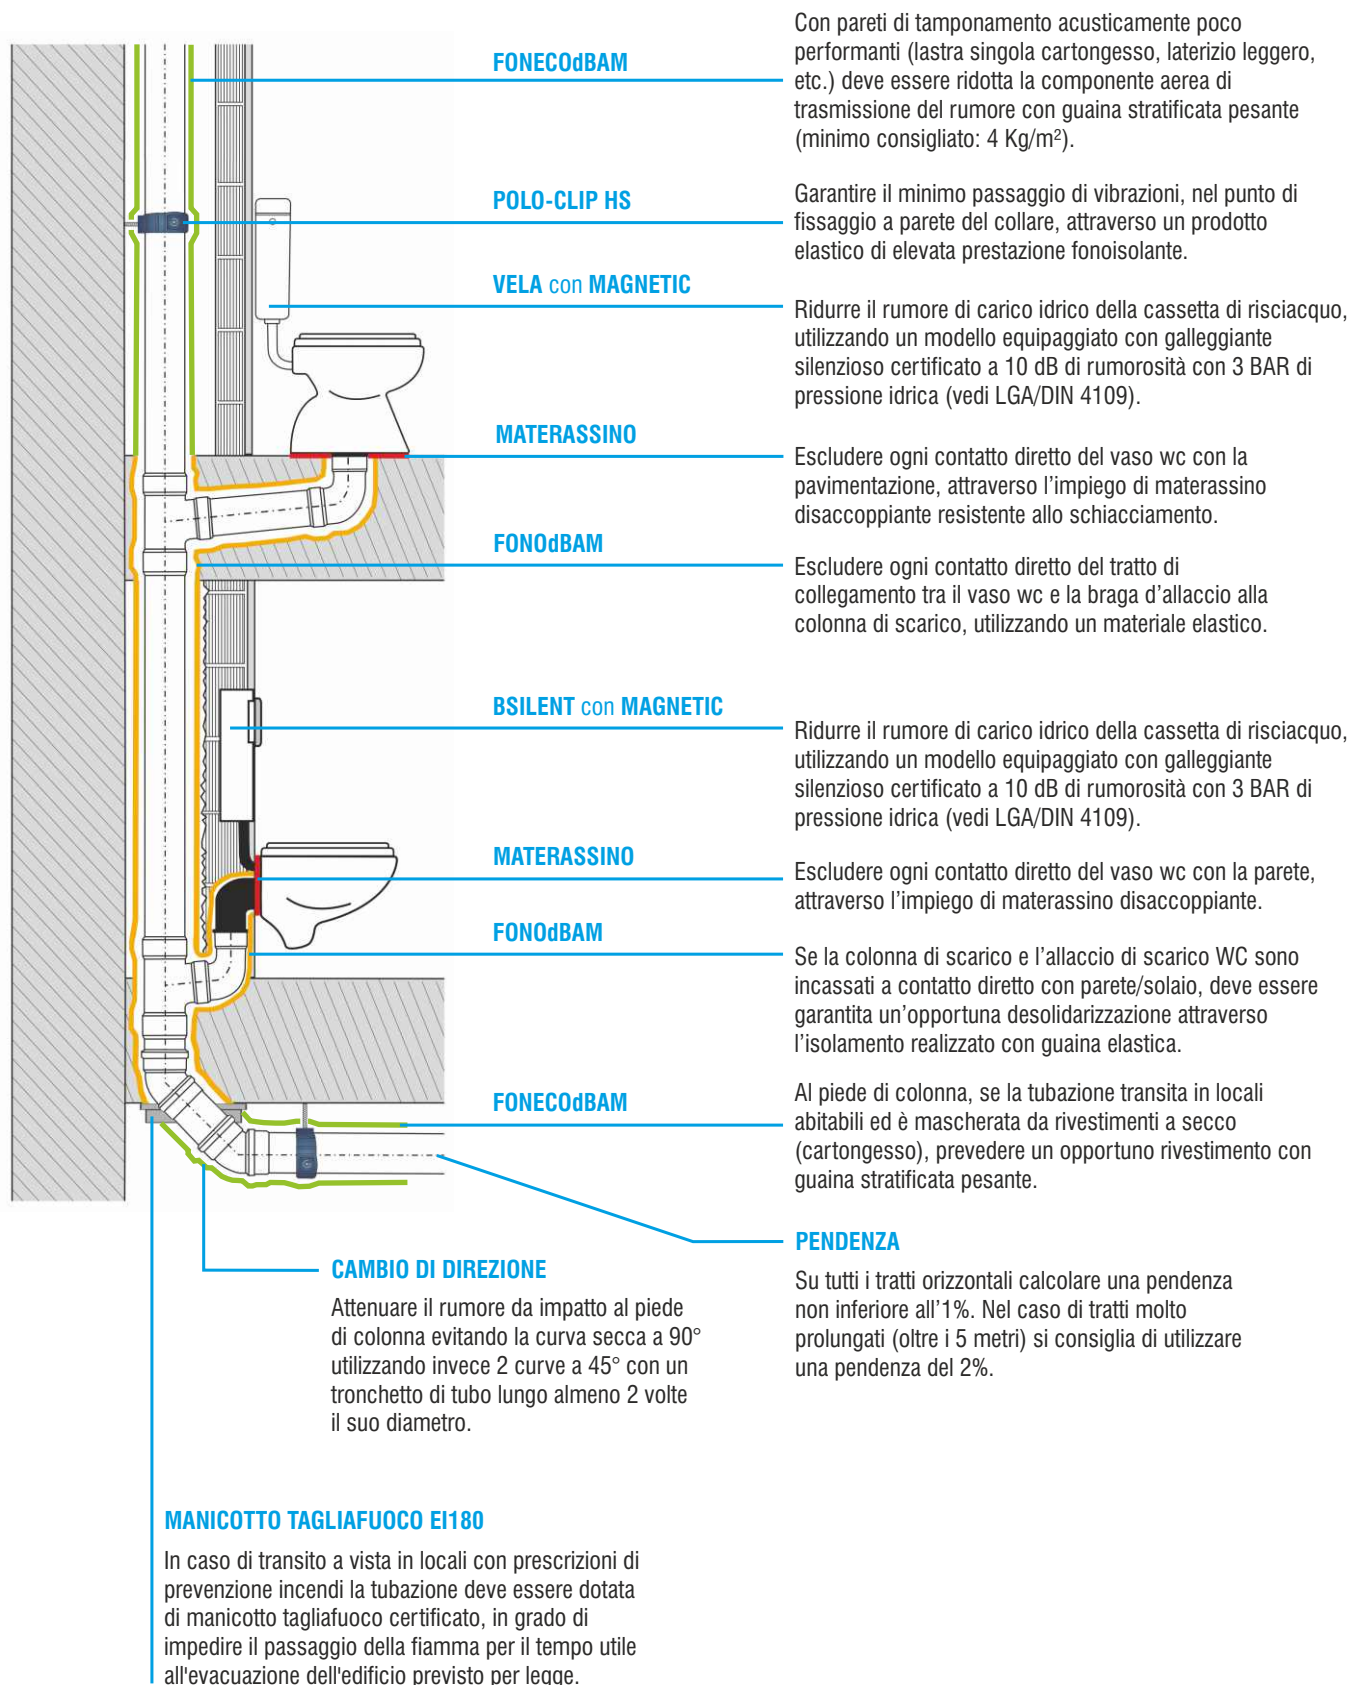 FONECOdBAM
Con pareti di tamponamento acusticamente poco
performanti (lastra singola cartongesso, laterizio leggero,
etc.) deve essere ridotta la componente aerea di
trasmissione del rumore con guaina stratificata pesante
(minimo consigliato: 4 Kg/m²).
POLO-CLIP HS
Garantire il minimo passaggio di vibrazioni, nel punto di
fissaggio a parete del collare, attraverso un prodotto
elastico di elevata prestazione fonoisolante.
VELA con MAGNETIC
Ridurre il rumore di carico idrico della cassetta di risciacquo,
utilizzando un modello equipaggiato con galleggiante
silenzioso certificato a 10 dB di rumorosità con 3 BAR di
pressione idrica (vedi LGA/DIN 4109).
MATERASSINO
Escludere ogni contatto diretto del vaso wc con la
pavimentazione, attraverso l’impiego di materassino
disaccoppiante resistente allo schiacciamento.
FONOdBAM
Escludere ogni contatto diretto del tratto di
collegamento tra il vaso wc e la braga d’allaccio alla
colonna di scarico, utilizzando un materiale elastico.
BSILENT con MAGNETIC
Ridurre il rumore di carico idrico della cassetta di risciacquo,
utilizzando un modello equipaggiato con galleggiante
silenzioso certificato a 10 dB di rumorosità con 3 BAR di
pressione idrica (vedi LGA/DIN 4109).
MATERASSINO
Escludere ogni contatto diretto del vaso wc con la parete,
attraverso l’impiego di materassino disaccoppiante.
FONOdBAM
Se la colonna di scarico e l’allaccio di scarico WC sono
incassati a contatto diretto con parete/solaio, deve essere
garantita un’opportuna desolidarizzazione attraverso
l’isolamento realizzato con guaina elastica.
FONECOdBAM
Al piede di colonna, se la tubazione transita in locali
abitabili ed è mascherata da rivestimenti a secco
(cartongesso), prevedere un opportuno rivestimento con
guaina stratificata pesante.
PENDENZA
Su tutti i tratti orizzontali calcolare una pendenza
non inferiore all’1%. Nel caso di tratti molto
prolungati (oltre i 5 metri) si consiglia di utilizzare
una pendenza del 2%.
CAMBIO DI DIREZIONE
Attenuare il rumore da impatto al piede
di colonna evitando la curva secca a 90°
utilizzando invece 2 curve a 45° con un
tronchetto di tubo lungo almeno 2 volte
il suo diametro.
MANICOTTO TAGLIAFUOCO EI180
In caso di transito a vista in locali con prescrizioni di
prevenzione incendi la tubazione deve essere dotata
di manicotto tagliafuoco certificato, in grado di
impedire il passaggio della fiamma per il tempo utile
all'evacuazione dell'edificio previsto per legge.